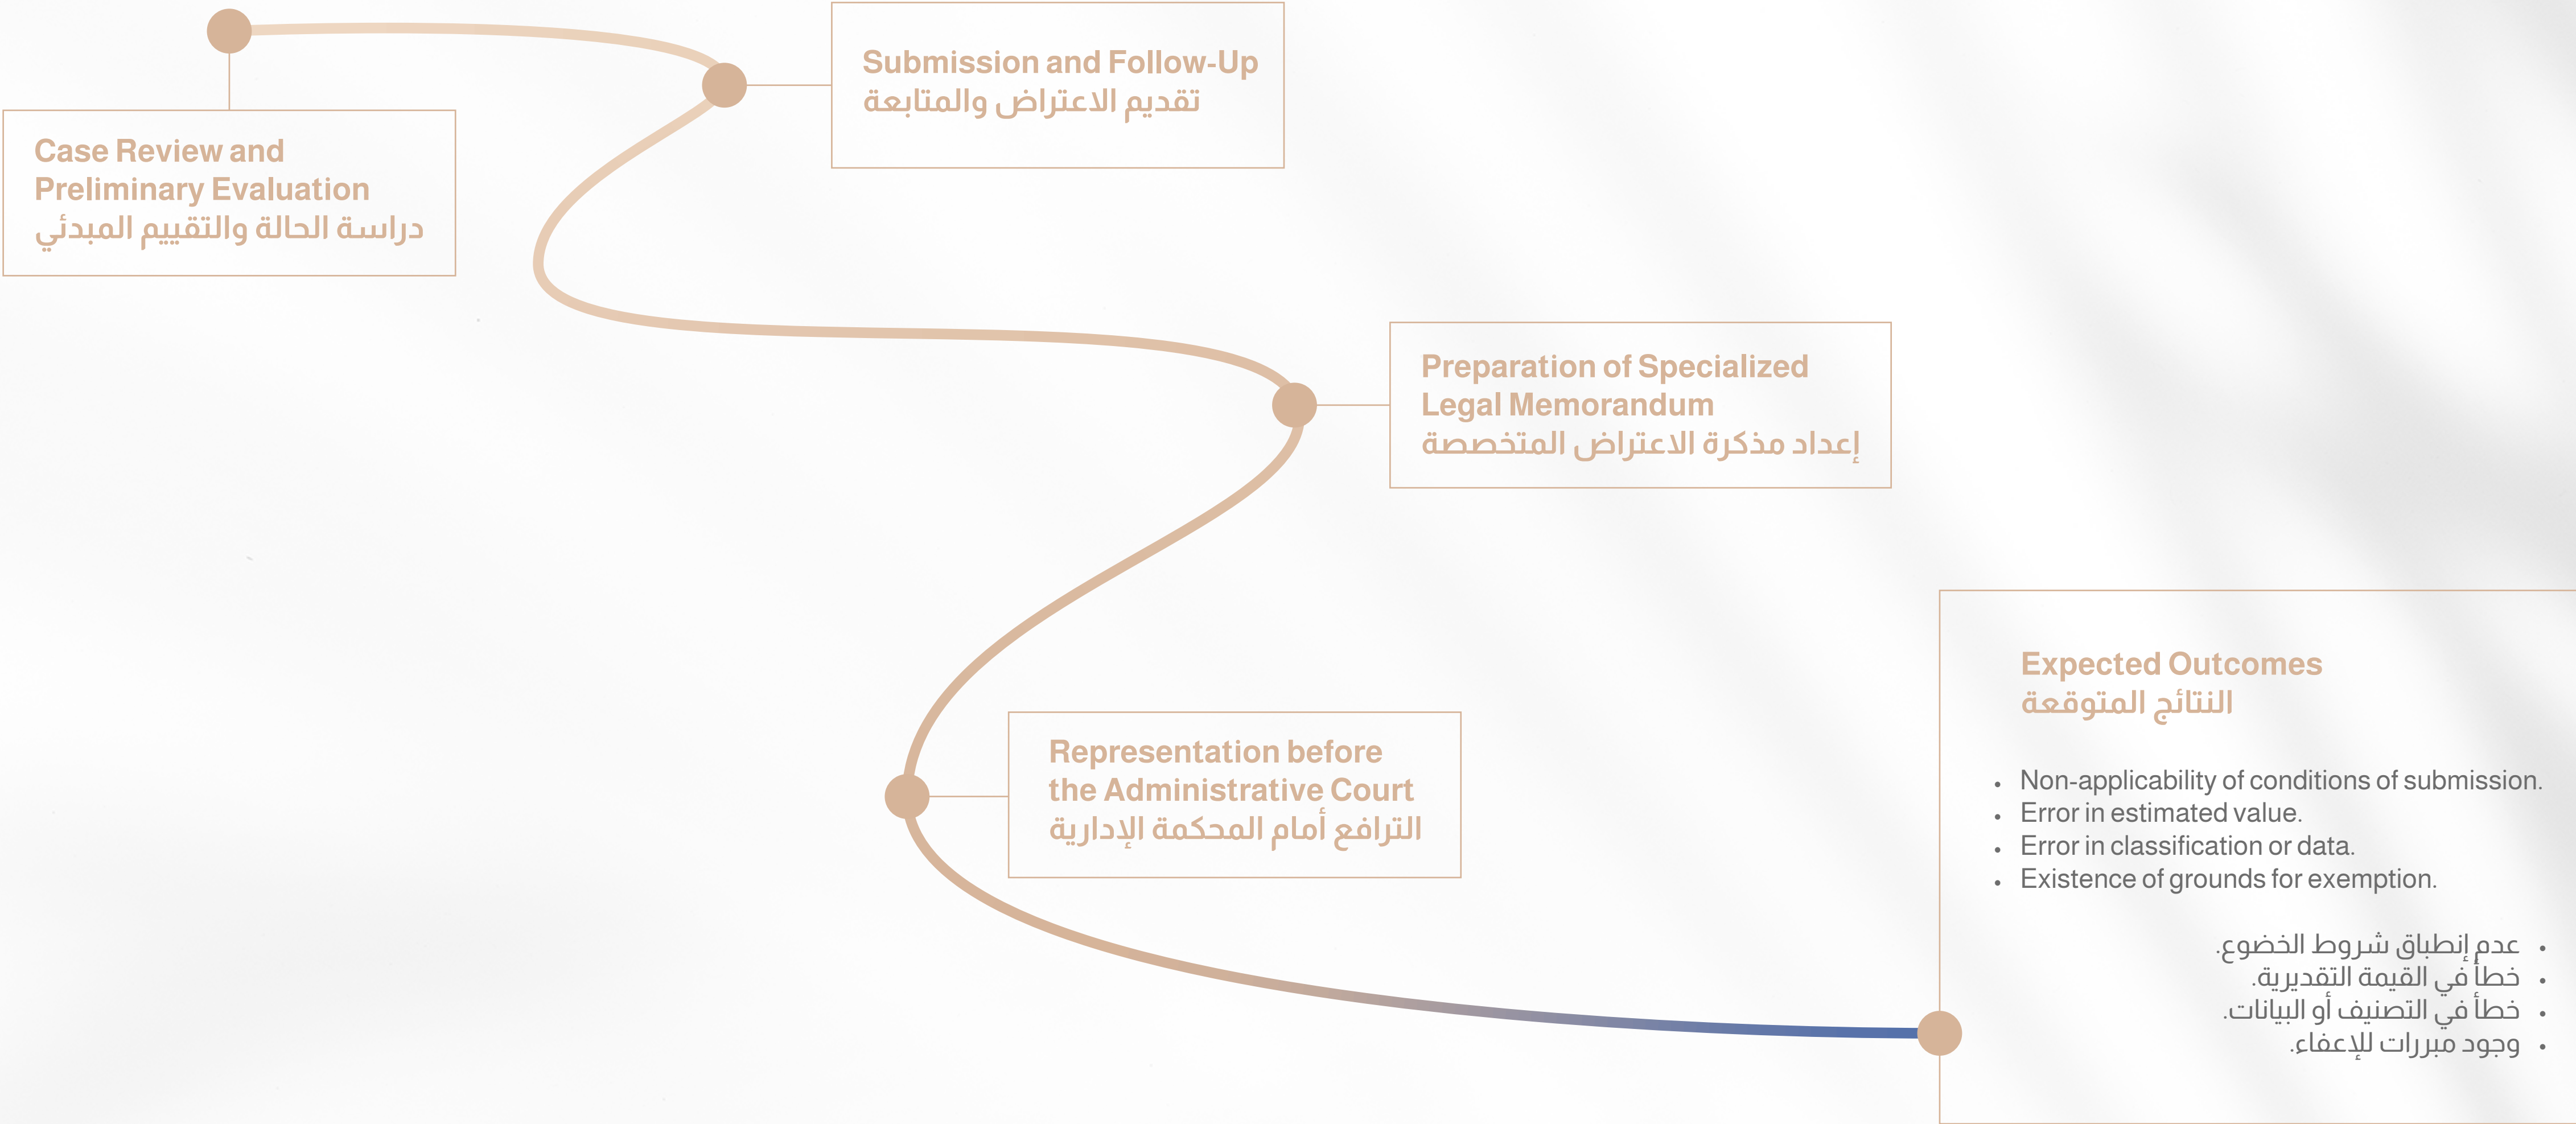 Case Review and
Preliminary Evaluation
دراسة الحالة والتقييم المبدئي
Submission and Follow-Up
تقديم الاعتراض والمتابعة
Preparation of Specialized
Legal Memorandum
إعداد مذكرة الاعتراض المتخصصة
Representation before
the Administrative Court
الترافع أمام المحكمة الإدارية
Expected Outcomes
النتائج المتوقعة
• Non-applicability of conditions of submission.
• Error in estimated value.
• Error in classification or data.
• Existence of grounds for exemption.
• عدم إنطباق شروط الخضوع.
• خطأ في القيمة التقديرية.
• خطأ في التصنيف أو البيانات.
• وجود مبررات للإعفاء.